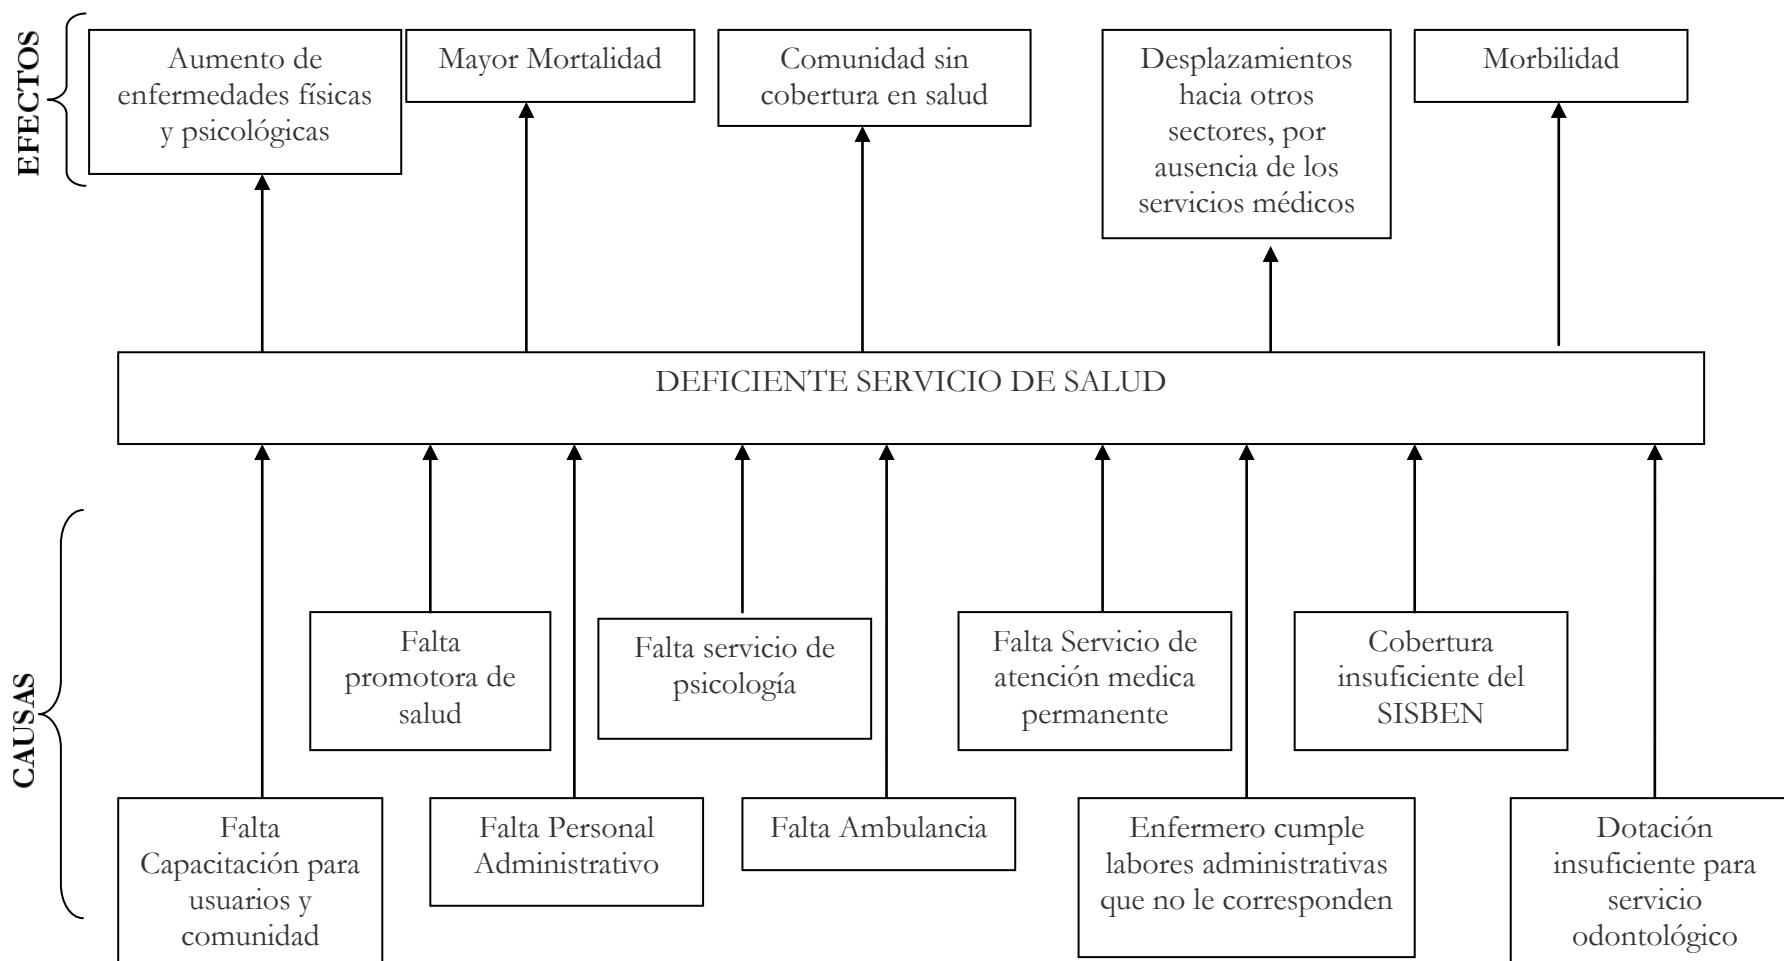 EFECTOS
Aumento de
enfermedades físicas
y psicológicas
Mayor Mortalidad
Comunidad sin
cobertura en salud
Desplazamientos
hacia otros
sectores, por
ausencia de los
servicios médicos
Morbilidad
DEFICIENTE SERVICIO DE SALUD
CAUSAS
Falta
promotora de
salud
Falta servicio de
psicología
Falta Servicio de
atención medica
permanente
Cobertura
insuficiente del
SISBEN
Falta
Capacitación para
usuarios y
comunidad
Falta Personal
Administrativo
Falta Ambulancia
Enfermero cumple
labores administrativas
que no le corresponden
Dotación
insuficiente para
servicio
odontológico